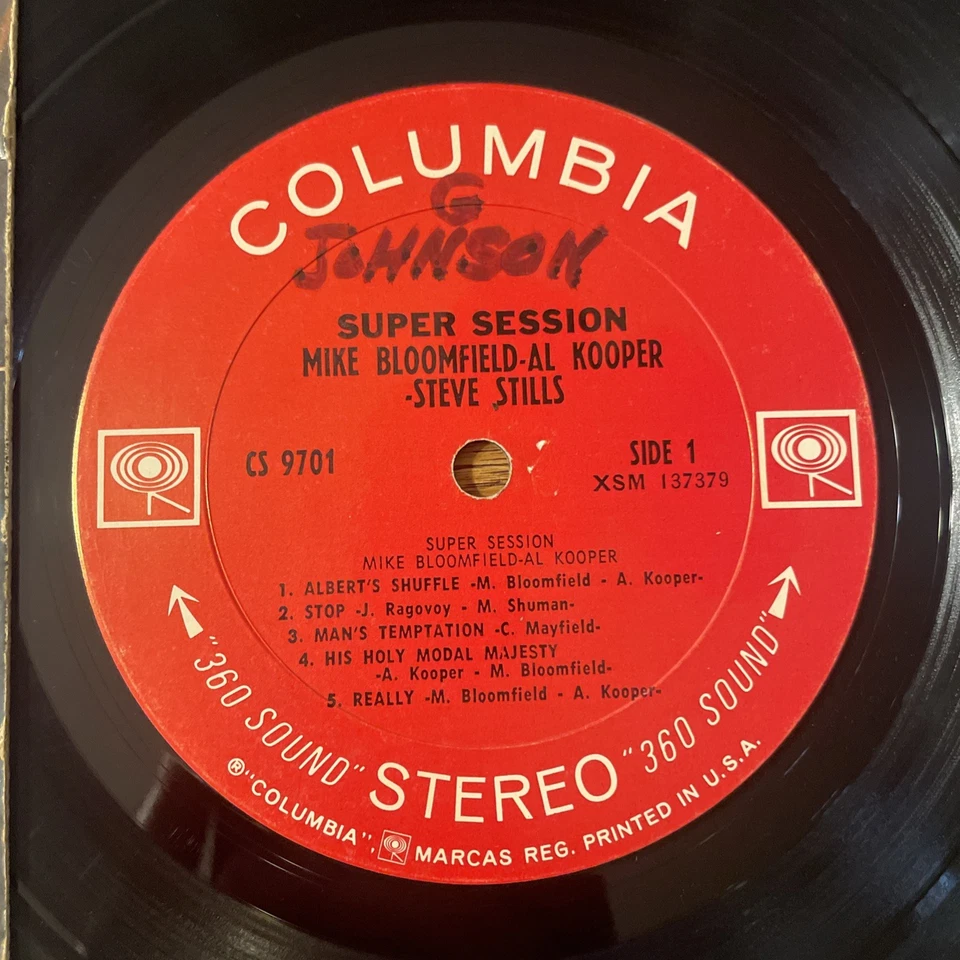 COLUMBIA
G
JOHNSON
SUPER SESSION
MIKE BLOOMFIELD-AL KOOPER
-STEVE STILLS
CS 9701
SIDE 1
XSM 137379
SUPER SESSION
MIKE BLOOMFIELD-AL KOOPER
1. ALBERT'S SHUFFLE -M. Bloomfield - A. Kooper-
2. STOP -J. Ragovoy - M. Shuman-
3. MAN'S TEMPTATION -C. Mayfield-
4. HIS HOLY MODAL MAJESTY
-A. Kooper - M. Bloomfield-
5. REALLY -M. Bloomfield - A. Kooper-
"360 SOUND" STEREO "360 SOUND"
®"COLUMBIA", MARCAS REG. PRINTED IN U.S.A.